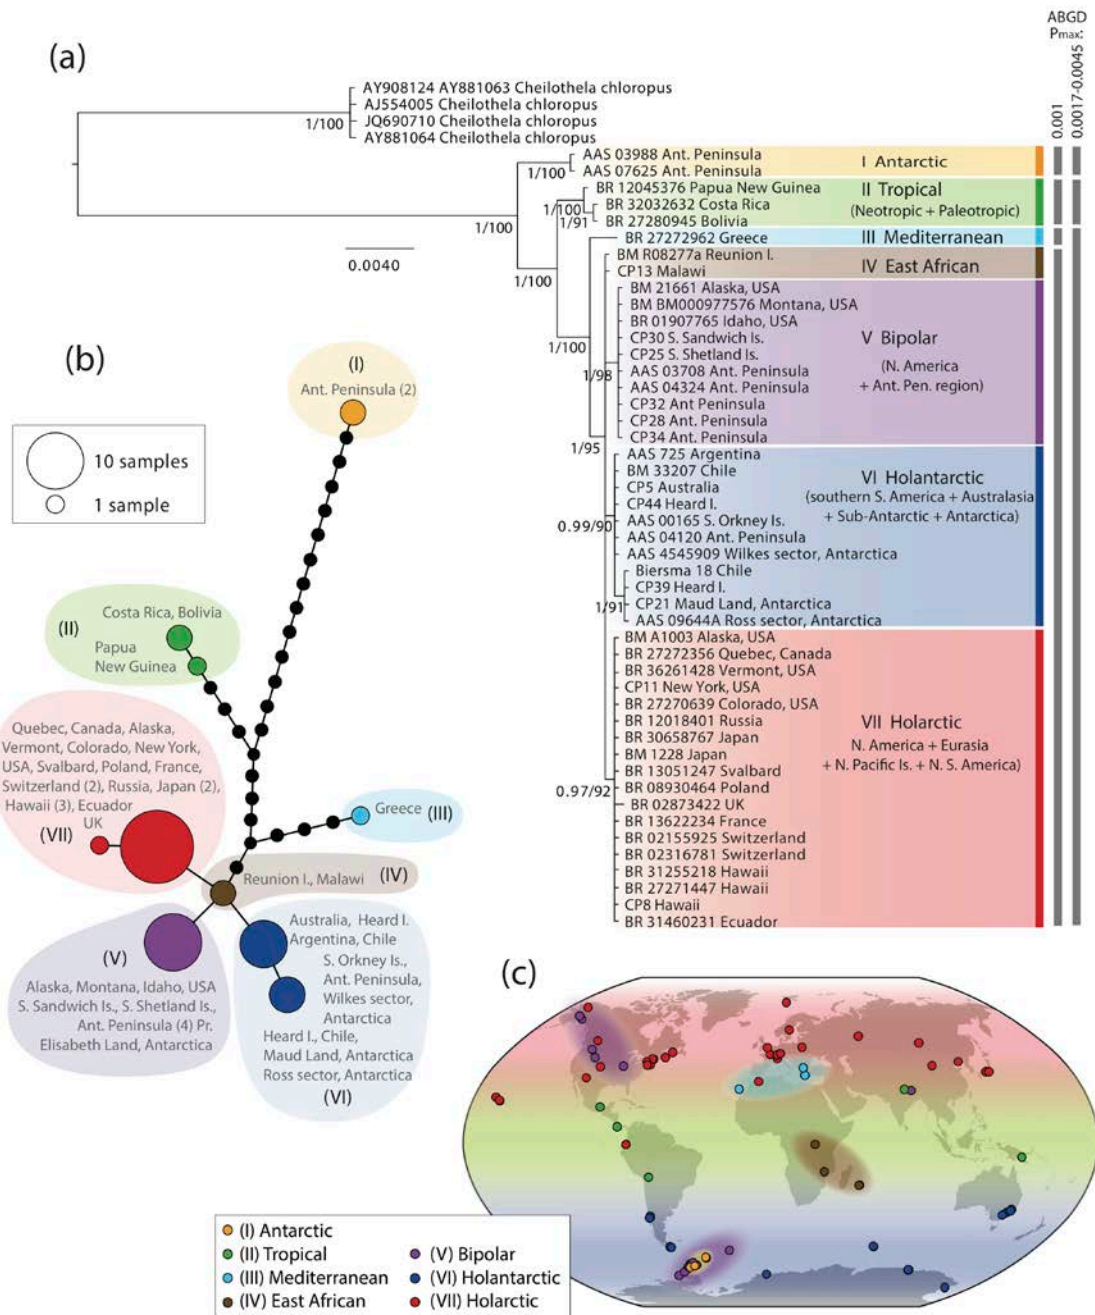 ABGD
Pmax:
0.001
0.0017-0.0045
(a)
AY908124 AY881063 Cheilothela chloropus
AJ554005 Cheilothela chloropus
JQ690710 Cheilothela chloropus
AY881064 Cheilothela chloropus
1/100
AAS 03988 Ant. Peninsula
AAS 07625 Ant. Peninsula
1/100
I Antarctic
BR 12045376 Papua New Guinea
BR 32032632 Costa Rica
BR 27280945 Bolivia
1/100
1/91
II Tropical
(Neotropic + Paleotropic)
1/100
BR 27272962 Greece
III Mediterranean
0.0040
BM R08277a Reunion I.
CP13 Malawi
IV East African
1/100
BM 21661 Alaska, USA
BM BM000977576 Montana, USA
BR 01907765 Idaho, USA
CP30 S. Sandwich Is.
CP25 S. Shetland Is.
AAS 03708 Ant. Peninsula
AAS 04324 Ant. Peninsula
CP32 Ant Peninsula
CP28 Ant. Peninsula
CP34 Ant. Peninsula
1/100
1/98
V Bipolar
(N. America
+ Ant. Pen. region)
1/95
AAS 725 Argentina
BM 33207 Chile
CP5 Australia
CP44 Heard I.
AAS 00165 S. Orkney Is.
AAS 04120 Ant. Peninsula
AAS 4545909 Wilkes sector, Antarctica
Biersma 18 Chile
CP39 Heard I.
CP21 Maud Land, Antarctica
AAS 09644A Ross sector, Antarctica
0.99/90
1/91
VI Holantarctic
(southern S. America + Australasia
+ Sub-Antarctic + Antarctica)
BM A1003 Alaska, USA
BR 27272356 Quebec, Canada
BR 36261428 Vermont, USA
CP11 New York, USA
BR 27270639 Colorado, USA
BR 12018401 Russia
BR 30658767 Japan
BM 1228 Japan
BR 13051247 Svalbard
BR 08930464 Poland
BR 02873422 UK
BR 13622234 France
BR 02155925 Switzerland
BR 02316781 Switzerland
BR 31255218 Hawaii
BR 27271447 Hawaii
CP8 Hawaii
BR 31460231 Ecuador
0.97/92
VII Holarctic
N. America + Eurasia
+ N. Pacific Is. + N. S. America)
(b)
10 samples
1 sample
(I)
Ant. Peninsula (2)
Costa Rica, Bolivia
(II)
Papua
New Guinea
Quebec, Canada, Alaska,
Vermont, Colorado, New York,
USA, Svalbard, Poland, France,
Switzerland (2), Russia, Japan (2),
Hawaii (3), Ecuador
UK
(VII)
Greece
(III)
Reunion I., Malawi
(IV)
(V)
Alaska, Montana, Idaho, USA
S. Sandwich Is., S. Shetland Is.,
Ant. Peninsula (4) Pr.
Elisabeth Land, Antarctica
Australia, Heard I.
Argentina, Chile
S. Orkney Is.,
Ant. Peninsula,
Wilkes sector,
Antarctica
Heard I., Chile,
Maud Land, Antarctica
Ross sector, Antarctica
(VI)
(c)
(I) Antarctic
(II) Tropical
(III) Mediterranean
(IV) East African
(V) Bipolar
(VI) Holantarctic
(VII) Holarctic